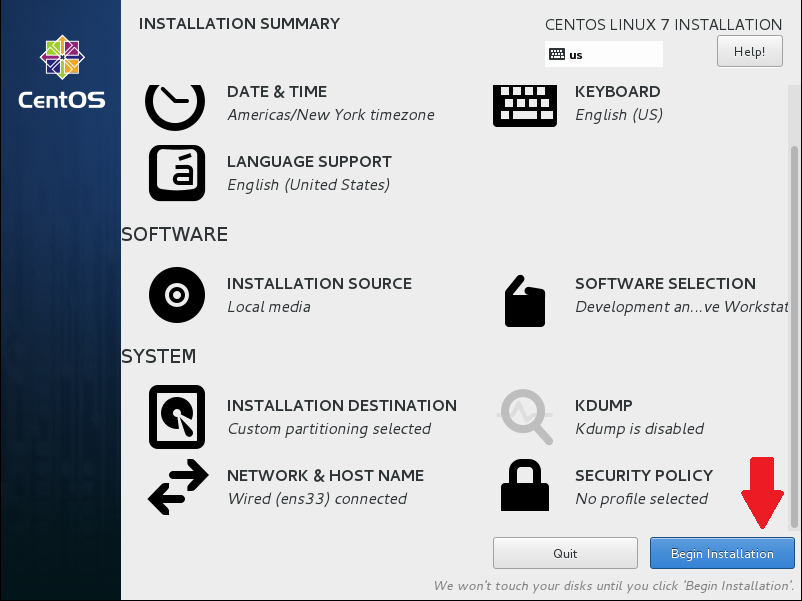 INSTALLATION SUMMARY
CENTOS LINUX 7 INSTALLATION
us
Help!
CentOS
DATE & TIME
Americas/New York timezone
KEYBOARD
English (US)
á
LANGUAGE SUPPORT
English (United States)
SOFTWARE
INSTALLATION SOURCE
Local media
SOFTWARE SELECTION
Development an...ve Workstat
SYSTEM
INSTALLATION DESTINATION
Custom partitioning selected
KDUMP
Kdump is disabled
NETWORK & HOST NAME
Wired (ens33) connected
SECURITY POLICY
No profile selected
Quit
Begin Installation
We won't touch your disks until you click 'Begin Installation'.